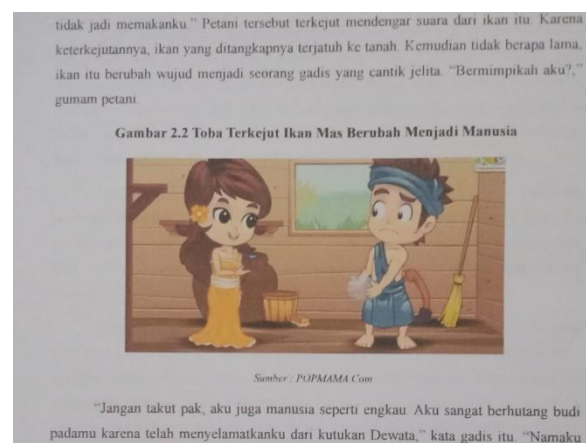 tidak jadi memakanku.” Petani tersebut terkejut mendengar suara dari ikan itu. Karena
keterkejutannya, ikan yang ditangkapnya terjatuh ke tanah. Kemudian tidak berapa lama,
ikan itu berubah wujud menjadi seorang gadis yang cantik jelita. “Bermimpikah aku?,”
gumam petani.
Gambar 2.2 Toba Terkejut Ikan Mas Berubah Menjadi Manusia
Sumber : POPMAMA.Com
“Jangan takut pak, aku juga manusia seperti engkau. Aku sangat berhutang budi
padamu karena telah menyelamatkanku dari kutukan Dewata,” kata gadis itu. “Namaku